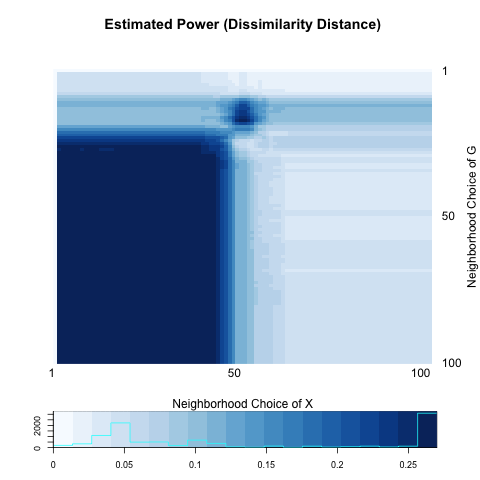 Estimated Power (Dissimilarity Distance)
1
Neighborhood Choice of G
50
100
1 50 100
Neighborhood Choice of X
0 2000
0 0.05 0.1 0.15 0.2 0.25